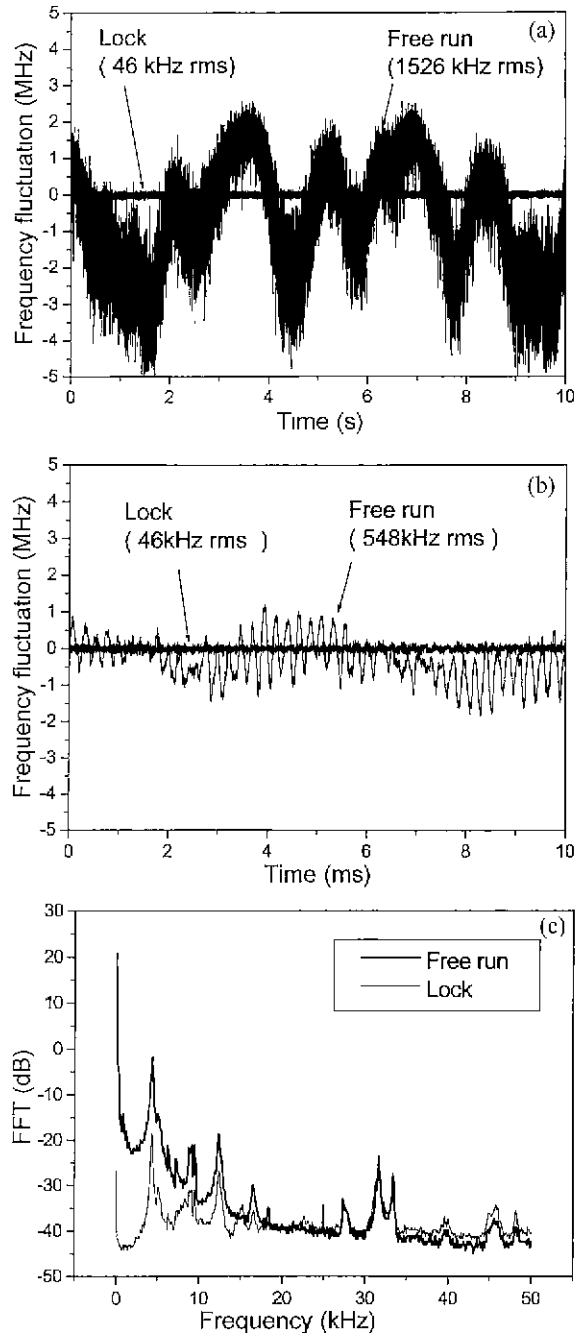 (a)
Lock
( 46 kHz rms)
Free run
(1526 kHz rms)
Frequency fluctuation (MHz)
5
4
3
2
1
0
-1
-2
-3
-4
-5
0
2
4
6
8
10
Time (s)
(b)
Lock
( 46kHz rms )
Free run
( 548kHz rms )
Frequency fluctuation (MHz)
5
4
3
2
1
0
-1
-2
-3
-4
-5
0
2
4
6
8
10
Time (ms)
(c)
Free run
Lock
FFT (dB)
30
20
10
0
-10
-20
-30
-40
-50
0
10
20
30
40
50
Frequency (kHz)